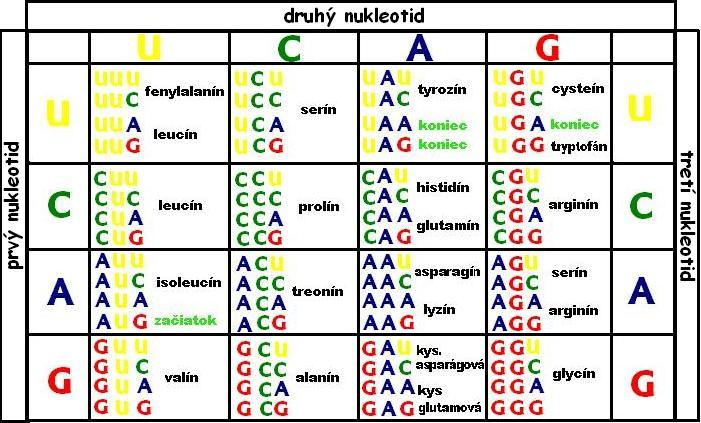 druhý nukleotid
U C A G
prvý nukleotid
U
UUU
UUC
fenylalanín
UUA
UUG
leucín
UCU
UCC
UCA
UCG
serín
UAU
UAC
tyrozín
UAA koniec
UAG koniec
UGU
UGC
cysteín
UGA koniec
UGG tryptofán
U
C
CUU
CUC
CUA
CUG
leucín
CCU
CCC
CCA
CCG
prolín
CAU
CAC
histidín
CAA
CAG
glutamín
CGU
CGC
CGA
CGG
arginín
C
A
AUU
AUC
AUA
isoleucín
AUG začiatok
ACU
ACC
ACA
ACG
treonín
AAU
AAC
asparagín
AAA
AAG
lyzín
AGU
AGC
serín
AGA
AGG
arginín
A
G
GUU
GUC
GUA
GUG
valín
GCU
GCC
GCA
GCG
alanín
GAU kys.
GAC asparágová
GAA kys
GAG glutamová
GGU
GGC
GGA
GGG
glycín
G
tretí nukleotid